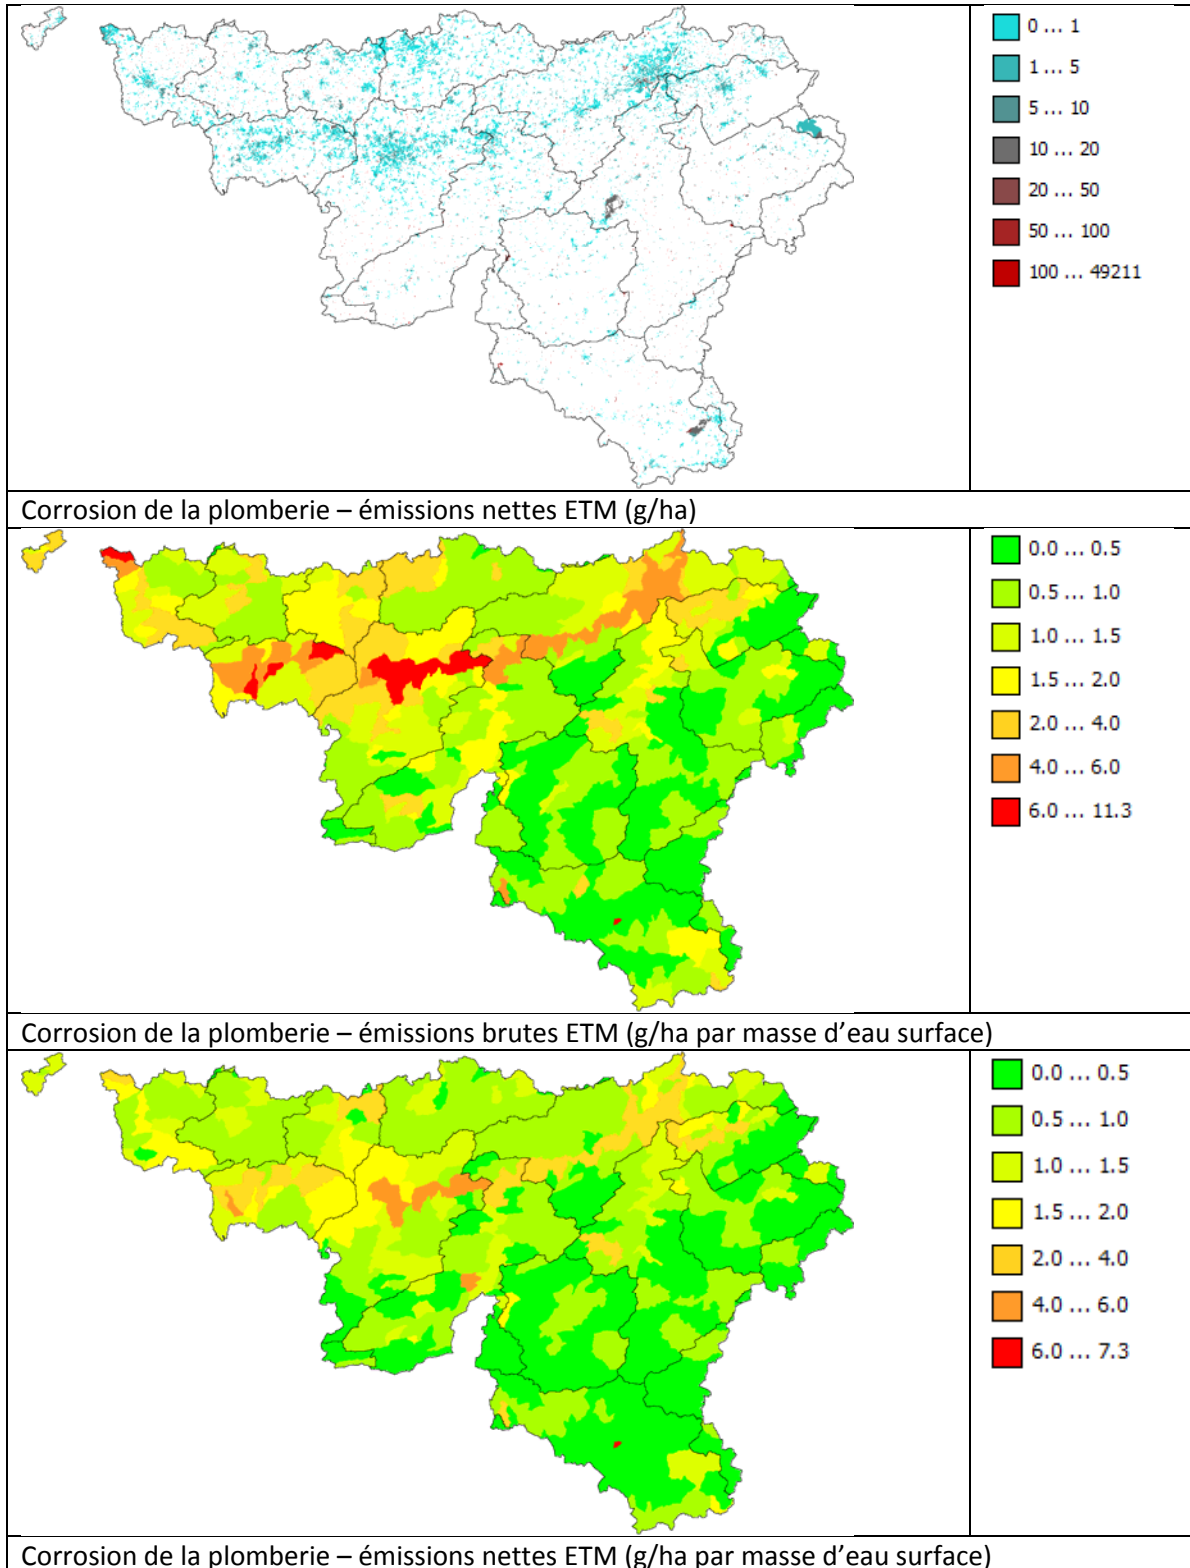 0 ... 1
1 ... 5
5 ... 10
10 ... 20
20 ... 50
50 ... 100
100 ... 49211
Corrosion de la plomberie – émissions nettes ETM (g/ha)
0.0 ... 0.5
0.5 ... 1.0
1.0 ... 1.5
1.5 ... 2.0
2.0 ... 4.0
4.0 ... 6.0
6.0 ... 11.3
Corrosion de la plomberie – émissions brutes ETM (g/ha par masse d’eau surface)
0.0 ... 0.5
0.5 ... 1.0
1.0 ... 1.5
1.5 ... 2.0
2.0 ... 4.0
4.0 ... 6.0
6.0 ... 7.3
Corrosion de la plomberie – émissions nettes ETM (g/ha par masse d’eau surface)